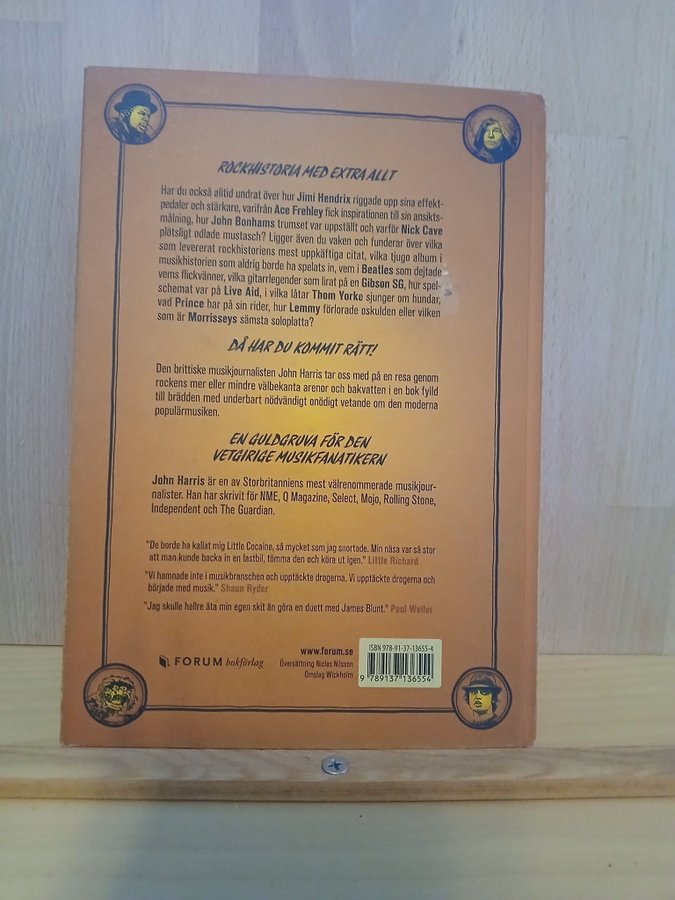 ROCKHISTORIA MED EXTRA ALLT
Har du också alltid undrat över hur Jimi Hendrix riggade upp sina effekt-
pedaler och stärkare, varifrån Ace Frehley fick inspirationen till sin ansikts-
målning, hur John Bonhams trumset var uppställt och varför Nick Cave
plötsligt odlade mustasch? Ligger även du vaken och funderar över vilka
som levererat rockhistoriens mest uppkäftiga citat, vilka tjugo album i
musikhistorien som aldrig borde ha spelats in, vem i Beatles som dejtade
vems flickvänner, vilka gitarrlegender som lirat på en Gibson SG, hur spel-
schemat var på Live Aid, i vilka låtar Thom Yorke sjunger om hundar,
vad Prince har på sin rider, hur Lemmy förlorade oskulden eller vilken
som är Morrisseys sämsta soloplatta?
DÅ HAR DU KOMMIT RÄTT!
Den brittiske musikjournalisten John Harris tar oss med på en resa genom
rockens mer eller mindre välbekanta arenor och bakvatten i en bok fylld
till brädden med underbart nödvändigt onödigt vetande om den moderna
populärmusiken.
EN GULDGRUVA FÖR DEN
VETGIRIGE MUSIKFANATIKERN
John Harris är en av Storbritanniens mest välrenommerade musikjour-
nalister. Han har skrivit för NME, Q Magazine, Select, Mojo, Rolling Stone,
Independent och The Guardian.
"De borde ha kallat mig Little Cocaine, så mycket som jag snortade. Min näsa var så stor
att man kunde backa in en lastbil, tömma den och köra ut igen." Little Richard
"Vi hamnade inte i musikbranschen och upptäckte drogerna. Vi upptäckte drogerna och
började med musik." Shaun Ryder
"Jag skulle hellre äta min egen skit än göra en duett med James Blunt." Paul Weller
FORUM bokförlag
www.forum.se
Översättning Niclas Nilsson
Omslag Wickholm
ISBN 978-91-37-13655-4
9 789137 136554